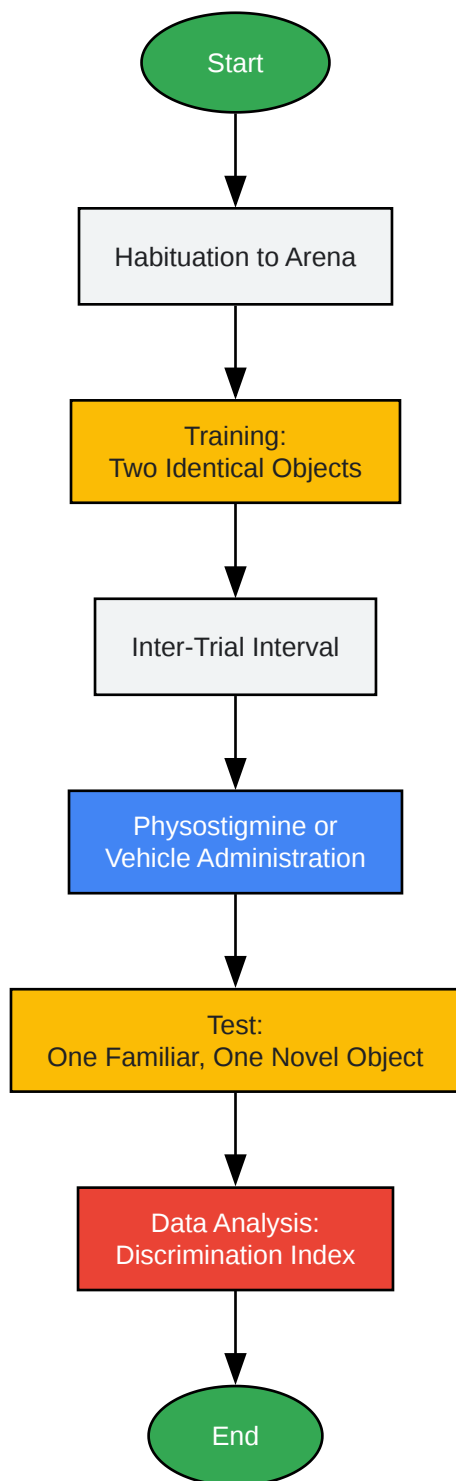 Start
Habituation to Arena
Training:
Two Identical Objects
Inter-Trial Interval
Physostigmine or
Vehicle Administration
Test:
One Familiar, One Novel Object
Data Analysis:
Discrimination Index
End